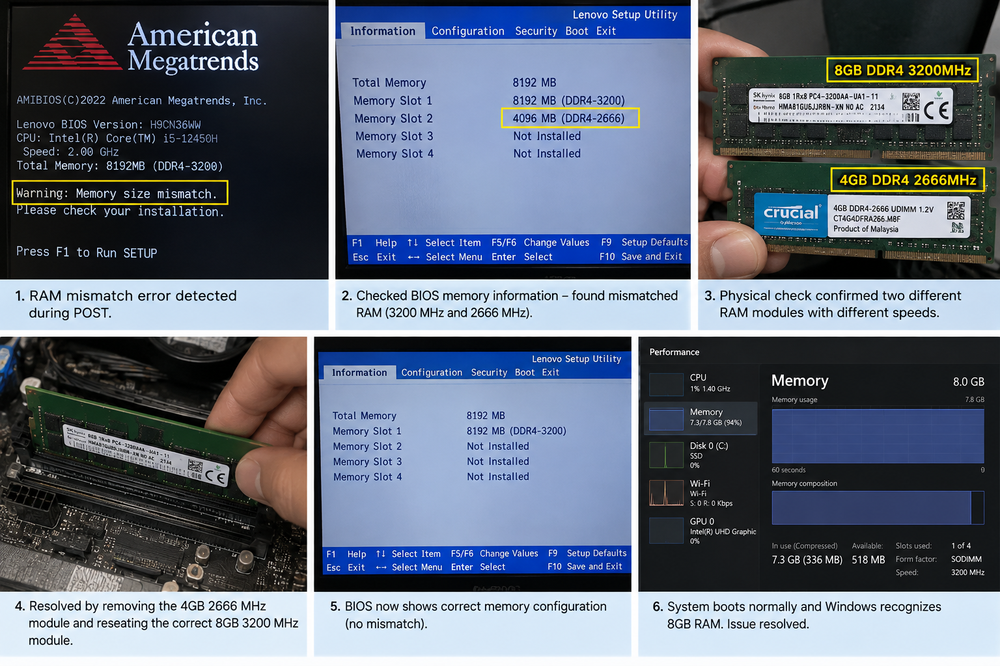 American
Megatrends
AMIBIOS(C)2022 American Megatrends, Inc.
Lenovo BIOS Version: H9CN36WW
CPU: Intel(R) Core(TM) i5-12450H
Speed: 2.00 GHz
Total Memory: 8192MB (DDR4-3200)
Warning: Memory size mismatch.
Please check your installation.
Press F1 to Run SETUP
1. RAM mismatch error detected
during POST.
Lenovo Setup Utility
Information Configuration Security Boot Exit
Total Memory 8192 MB
Memory Slot 1 8192 MB (DDR4-3200)
Memory Slot 2 4096 MB (DDR4-2666)
Memory Slot 3 Not Installed
Memory Slot 4 Not Installed
F1 Help ↑↓ Select Item F5/F6 Change Values F9 Setup Defaults
Esc Exit ←→ Select Menu Enter Select F10 Save and Exit
2. Checked BIOS memory information – found mismatched
RAM (3200 MHz and 2666 MHz).
8GB DDR4 3200MHz
SK hynix 8GB 1Rx8 PC4-3200AA-UA1-11
HMA81GU6JJR8N-XN NO AC 2134
CE
4GB DDR4 2666MHz
crucial
4GB DDR4-2666 UDIMM 1.2V
CT4G4DFRA266.M8F
Product of Malaysia
3. Physical check confirmed two different
RAM modules with different speeds.
SK hynix
CE
4. Resolved by removing the 4GB 2666 MHz
module and reseating the correct 8GB 3200 MHz
module.
Lenovo Setup Utility
Information Configuration Security Boot Exit
Total Memory 8192 MB
Memory Slot 1 8192 MB (DDR4-3200)
Memory Slot 2 Not Installed
Memory Slot 3 Not Installed
Memory Slot 4 Not Installed
F1 Help ↑↓ Select Item F5/F6 Change Values F9 Setup Defaults
Esc Exit ←→ Select Menu Enter Select F10 Save and Exit
5. BIOS now shows correct memory configuration
(no mismatch).
Performance
CPU
1% 1.40 GHz
Memory
7.3/7.8 GB (94%)
Disk 0 (C:)
SSD
0%
Wi-Fi
Wi-Fi
S: 0 R: 0 Kbps
GPU 0
Intel(R) UHD Graphic
0%
Memory 8.0 GB
Memory usage 7.8 GB
60 seconds 9
Memory composition
In use (Compressed) Available: Slots used: 1 of 4
7.3 GB (336 MB) 518 MB Form factor: SODIMM
Speed: 3200 MHz
6. System boots normally and Windows recognizes
8GB RAM. Issue resolved.